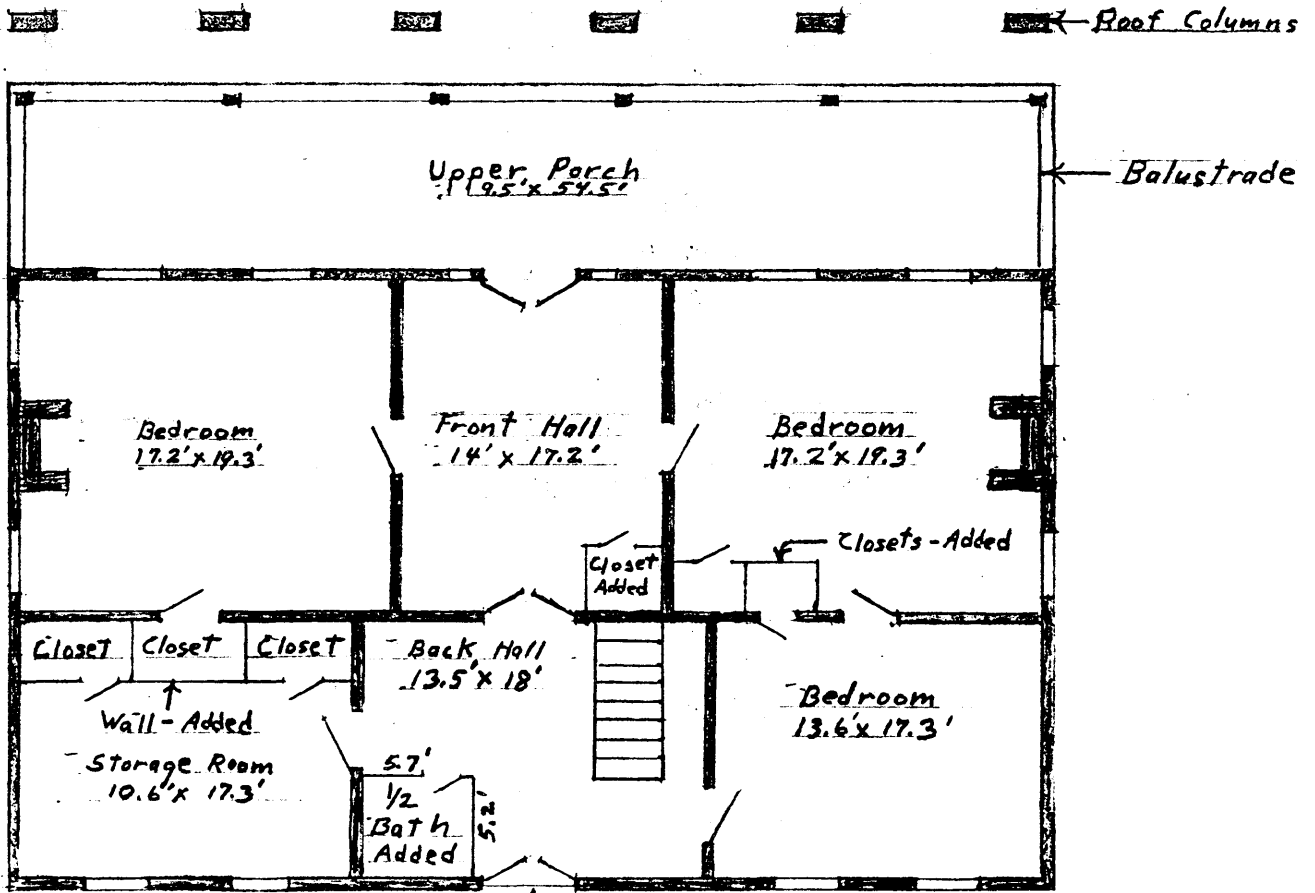 Roof Columns
Upper Porch
9.5' x 54.5'
Balustrade
Bedroom
17.2' x 19.3'
Front Hall
14' x 17.2'
Bedroom
17.2' x 19.3'
Closets - Added
Closet
Added
Closet
Closet
Closet
Back Hall
13.5' x 18'
Wall - Added
Bedroom
13.6' x 17.3'
Storage Room
10.6' x 17.3'
5.7'
1/2
Bath
Added
5.2'